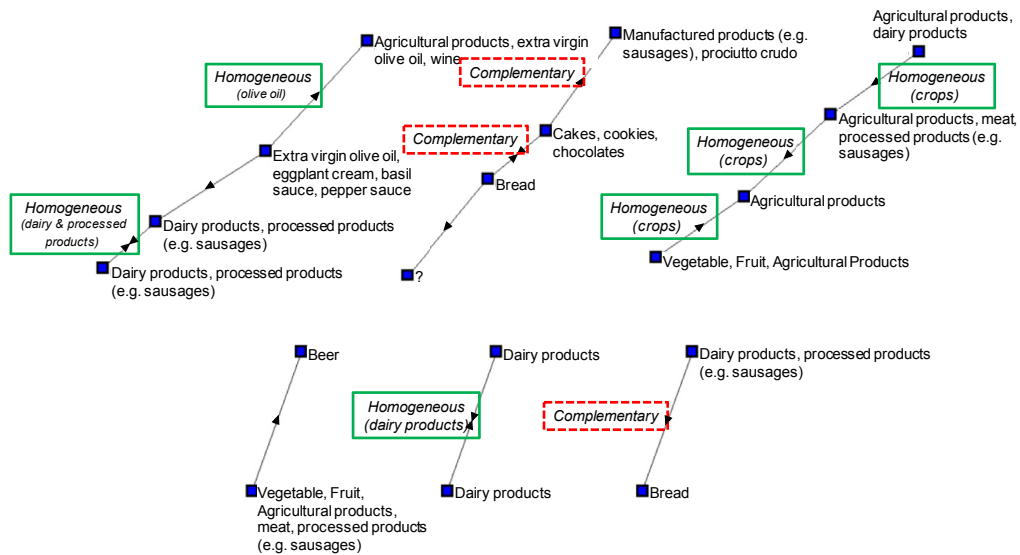 Agricultural products, extra virgin
olive oil, wine
Homogeneous
(olive oil)
Extra virgin olive oil,
eggplant cream, basil
sauce, pepper sauce
Homogeneous
(dairy & processed
products)
Dairy products, processed products
(e.g. sausages)
Dairy products, processed products
(e.g. sausages)
Manufactured products (e.g.
sausages), prociutto crudo
Complementary
Complementary
Cakes, cookies,
chocolates
Bread
?
Agricultural products,
dairy products
Homogeneous
(crops)
Agricultural products, meat,
processed products (e.g.
sausages)
Homogeneous
(crops)
Agricultural products
Homogeneous
(crops)
Vegetable, Fruit, Agricultural Products
Beer
Vegetable, Fruit,
Agricultural products,
meat, processed products
(e.g. sausages)
Dairy products
Homogeneous
(dairy products)
Dairy products
Dairy products, processed products
(e.g. sausages)
Complementary
Bread